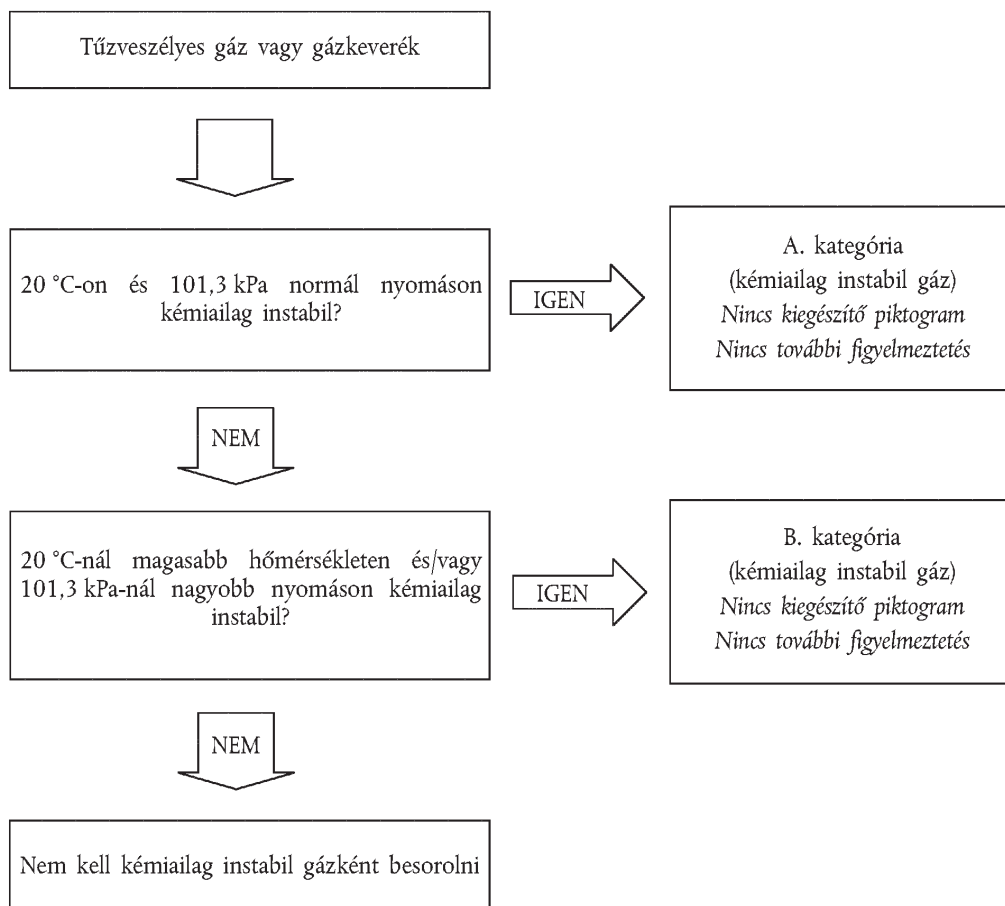 Tűzveszélyes gáz vagy gázkeverék
20 °C-on és 101,3 kPa normál nyomáson
kémiailag instabil?
IGEN
A. kategória
(kémiailag instabil gáz)
Nincs kiegészítő piktogram
Nincs további figyelmeztetés
NEM
20 °C-nál magasabb hőmérsékleten és/vagy
101,3 kPa-nál nagyobb nyomáson kémiailag
instabil?
IGEN
B. kategória
(kémiailag instabil gáz)
Nincs kiegészítő piktogram
Nincs további figyelmeztetés
NEM
Nem kell kémiailag instabil gázként besorolni